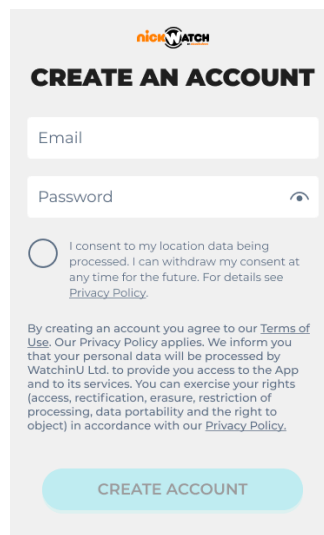 nickWATCH
CREATE AN ACCOUNT
Email
Password
I consent to my location data being
processed. I can withdraw my consent at
any time for the future. For details see
Privacy Policy.
By creating an account you agree to our Terms of
Use. Our Privacy Policy applies. We inform you
that your personal data will be processed by
WatchinU Ltd. to provide you access to the App
and to its services. You can exercise your rights
(access, rectification, erasure, restriction of
processing, data portability and the right to
object) in accordance with our Privacy Policy.
CREATE ACCOUNT